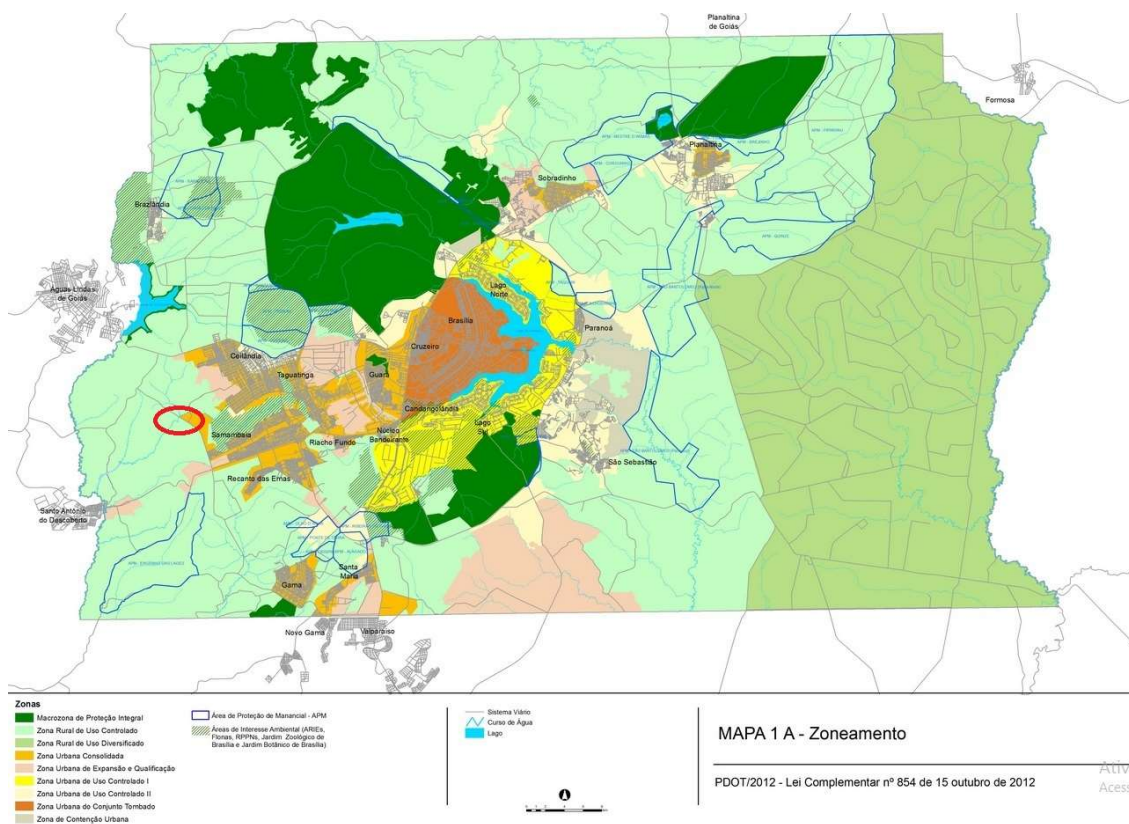 Planaltina
de Goiás
Formosa
Planaltina
Sobradinho
Brazlândia
Águas Lindas
de Goiás
Lago
Norte
Brasília
Paranoá
Cruzeiro
Ceilândia
Taguatinga
Guará
Candangolândia
Lago
Sul
Núcleo
Bandeirante
Samambaia
Riacho Fundo
São Sebastião
Recanto das Emas
Santo Antônio
do Descoberto
Santa
Maria
Gama
Novo Gama
Valparaíso
Zonas
Macrozona de Proteção Integral
Zona Rural de Uso Controlado
Zona Rural de Uso Diversificado
Zona Urbana Consolidada
Zona Urbana de Expansão e Qualificação
Zona Urbana de Uso Controlado I
Zona Urbana de Uso Controlado II
Zona Urbana do Conjunto Tombado
Zona de Contenção Urbana
Área de Proteção de Manancial - APM
Áreas de Interesse Ambiental (ARIEs,
Flonas, RPPNs, Jardim Zoológico de
Brasília e Jardim Botânico de Brasília)
Sistema Viário
Curso de Água
Lago
MAPA 1 A - Zoneamento
PDOT/2012 - Lei Complementar nº 854 de 15 outubro de 2012
Ativ
Aces